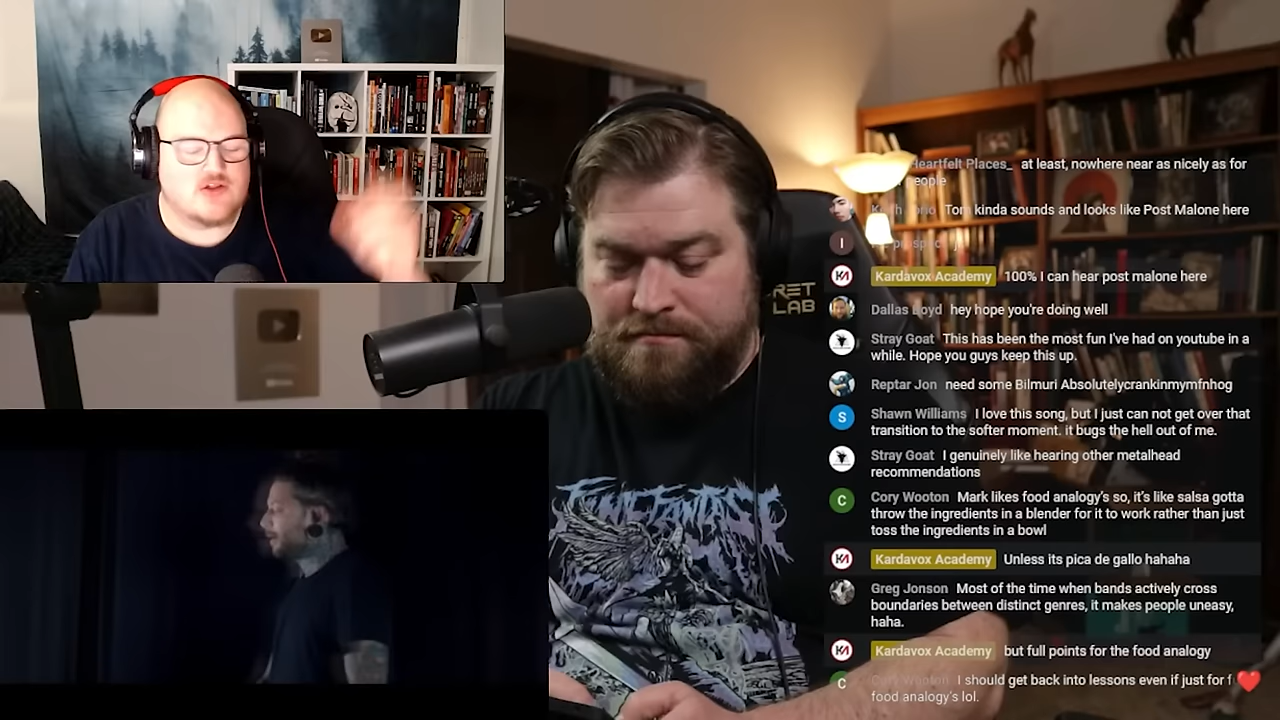 Heartfelt Places_ at least, nowhere near as nicely as for
people
Tom kinda sounds and looks like Post Malone here
I
KA Kardavox Academy 100% I can hear post malone here
Dallas Boyd hey hope you're doing well
Stray Goat This has been the most fun I've had on youtube in a
while. Hope you guys keep this up.
Reptar Jon need some Bilmuri Absolutelycrankinmymfnhog
S Shawn Williams I love this song, but I just can not get over that
transition to the softer moment. it bugs the hell out of me.
Stray Goat I genuinely like hearing other metalhead
recommendations
C Cory Wooton Mark likes food analogy's so, it's like salsa gotta
throw the ingredients in a blender for it to work rather than just
toss the ingredients in a bowl
KA Kardavox Academy Unless its pica de gallo hahaha
Greg Jonson Most of the time when bands actively cross
boundaries between distinct genres, it makes people uneasy,
haha.
KA Kardavox Academy but full points for the food analogy
C Cory Wooton I should get back into lessons even if just for
food analogy's lol.
RET
LAB